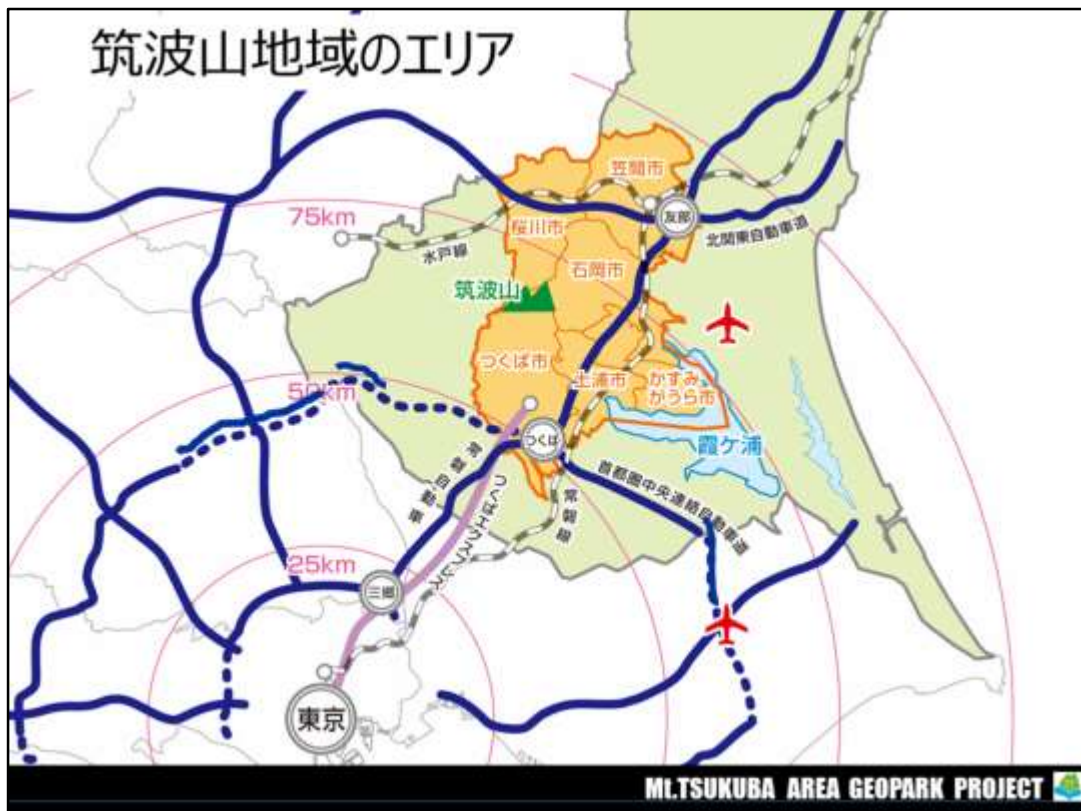 筑波山地域のエリア
笠間市
75km
桜川市
友部
水戸線
北関東自動車道
石岡市
筑波山
つくば市
50km
土浦市
かすみ
がうら市
つくば
霞ケ浦
常磐自動車
つくばエクスプレス
常磐線
首都圏中央連絡自動車道
25km
三郷
東京
Mt.TSUKUBA AREA GEOPARK PROJECT